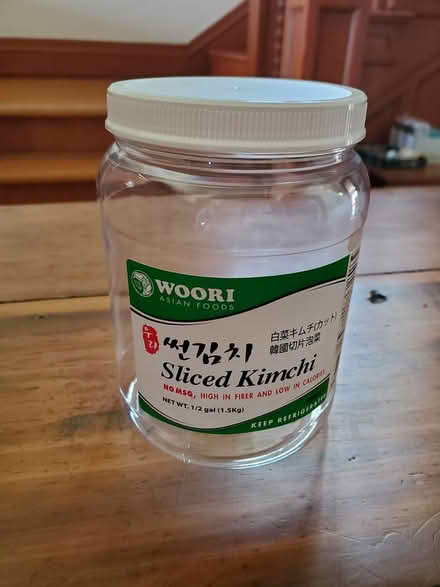 WOORI
ASIAN FOODS
우리
썬김치
白菜キムチ(カット)
韓國切片泡菜
Sliced Kimchi
NO MSG, HIGH IN FIBER AND LOW IN CALORIES
NET WT. 1/2 gal (1.5Kg)
KEEP REFRIGERATED